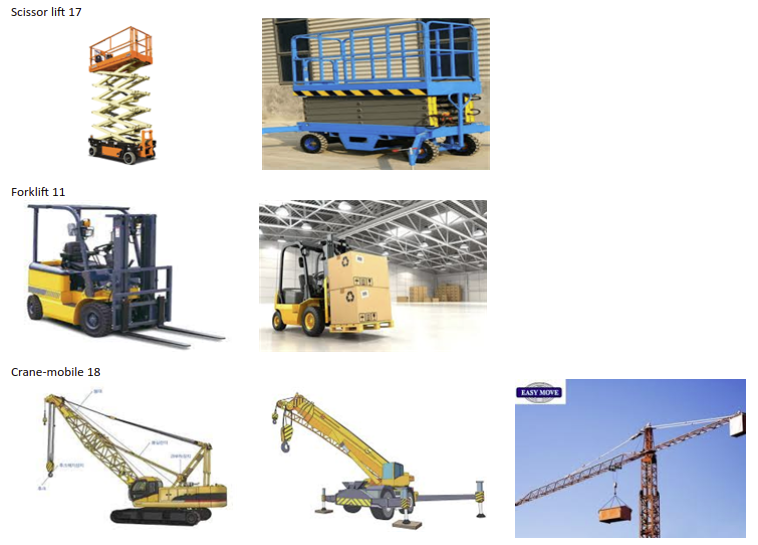 Scissor lift 17
Forklift 11
Crane-mobile 18
EASY MOVE